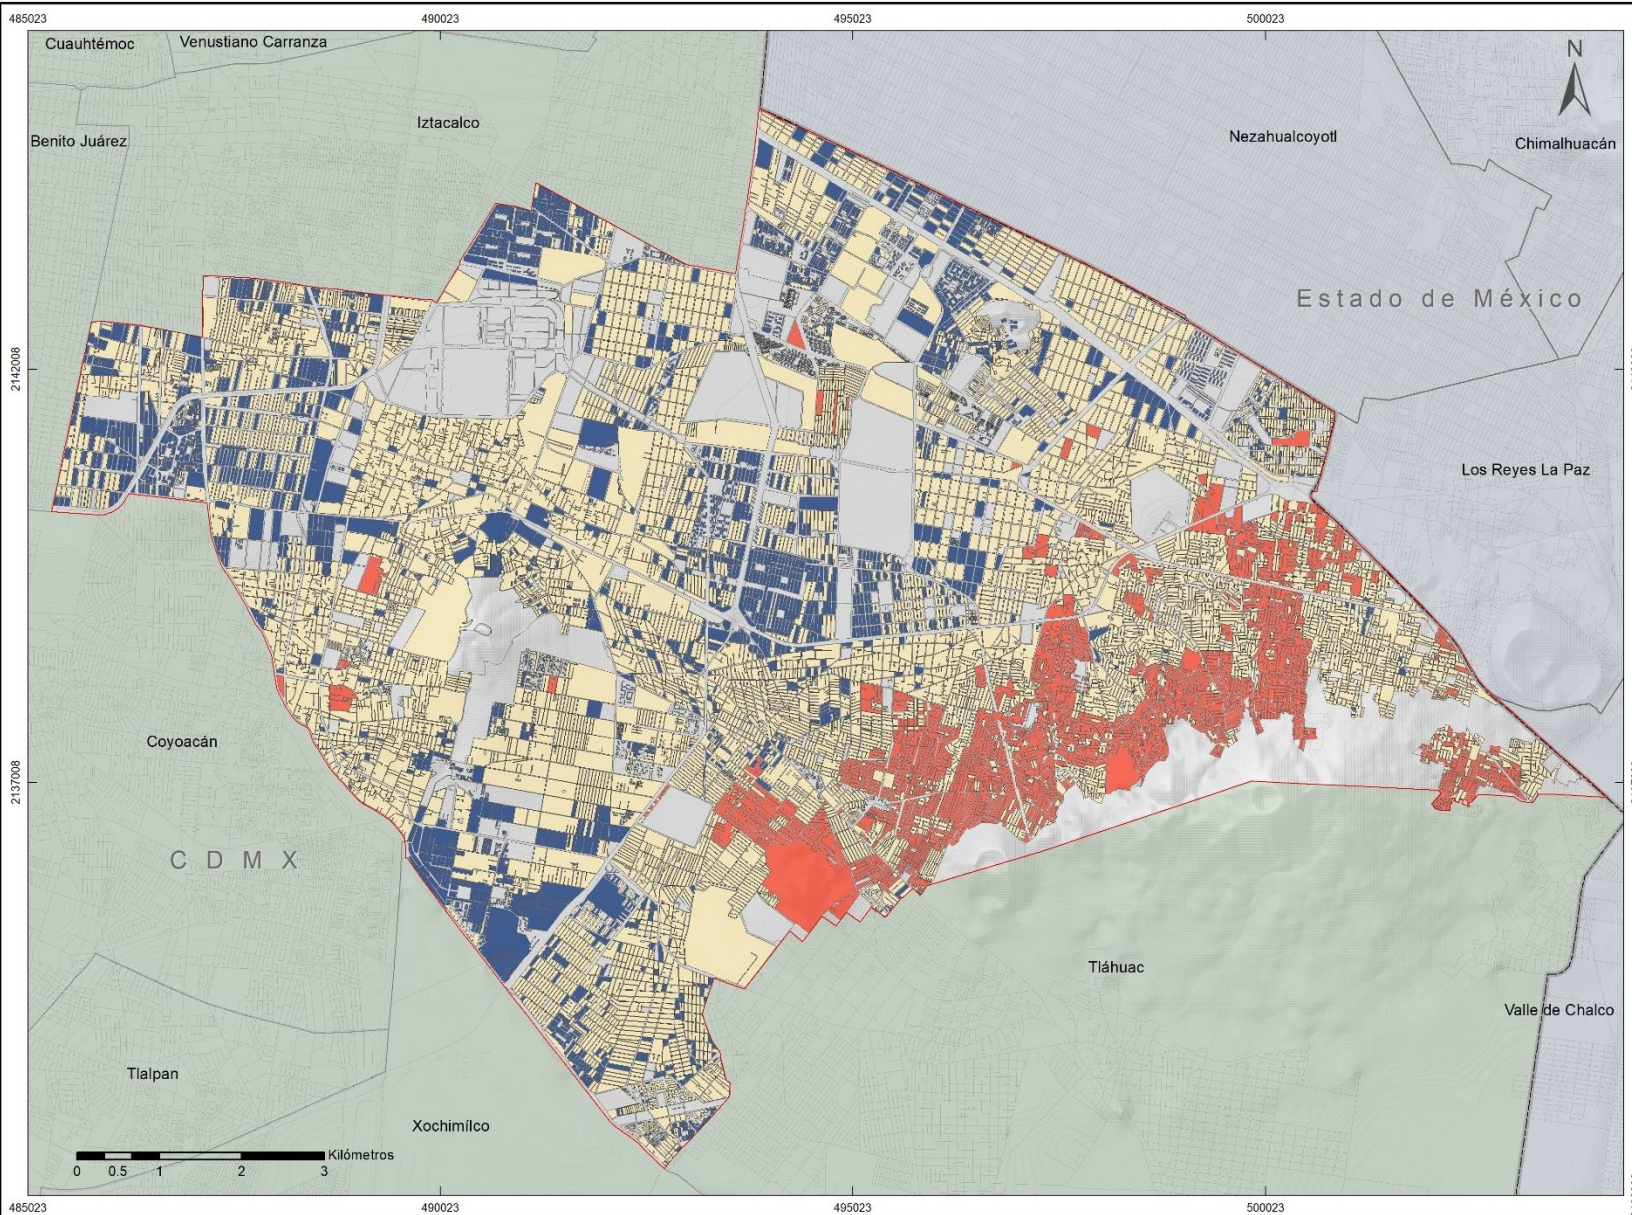 485023 490023 495023 500023
Cuauhtémoc Venustiano Carranza
N
Iztacalco
Nezahualcoyotl
Benito Juárez
Chimalhuacán
Estado de México
2142008
Los Reyes La Paz
Coyoacán
2137008
CDMX
Tláhuac
Valle de Chalco
Tlalpan
Xochimílco
Kilómetros
0 0.5 1 2 3
485023 490023 495023 500023